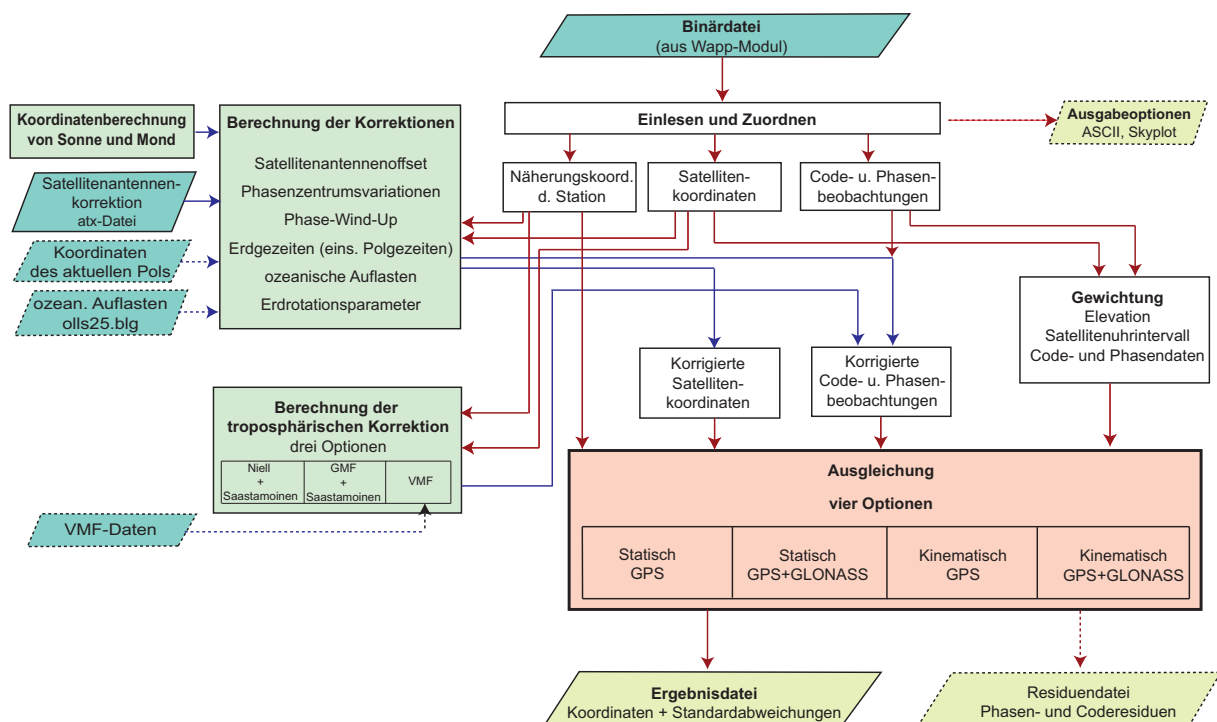 Binärdatei
(aus Wapp-Modul)
Koordinatenberechnung
von Sonne und Mond
Berechnung der Korrektionen
Einlesen und Zuordnen
Ausgabeoptionen
ASCII, Skyplot
Satellitenantennenoffset
Phasenzentrumsvariationen
Phase-Wind-Up
Erdgezeiten (eins. Polgezeiten)
ozeanische Auflasten
Erdrotationsparameter
Satellitenantennen-
korrektion
atx-Datei
Näherungskoord.
d. Station
Satelliten-
koordinaten
Code- u. Phasen-
beobachtungen
Koordinaten
des aktuellen Pols
ozean. Auflasten
olls25.blg
Gewichtung
Elevation
Satellitenuhrintervall
Code- und Phasendaten
Korrigierte
Satelliten-
koordinaten
Korrigierte
Code- u. Phasen-
beobachtungen
Berechnung der
troposphärischen Korrektion
drei Optionen
Niell
+
Saastamoinen
GMF
+
Saastamoinen
VMF
VMF-Daten
Ausgleichung
vier Optionen
Statisch
GPS
Statisch
GPS+GLONASS
Kinematisch
GPS
Kinematisch
GPS+GLONASS
Ergebnisdatei
Koordinaten + Standardabweichungen
Residuendatei
Phasen- und Coderesiduen